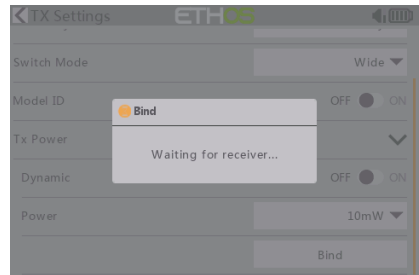 TX Settings
ETHOS
Switch Mode
Wide
Model ID
OFF ON
Bind
Tx Power
Waiting for receiver...
Dynamic
OFF ON
Power
10mW
Bind